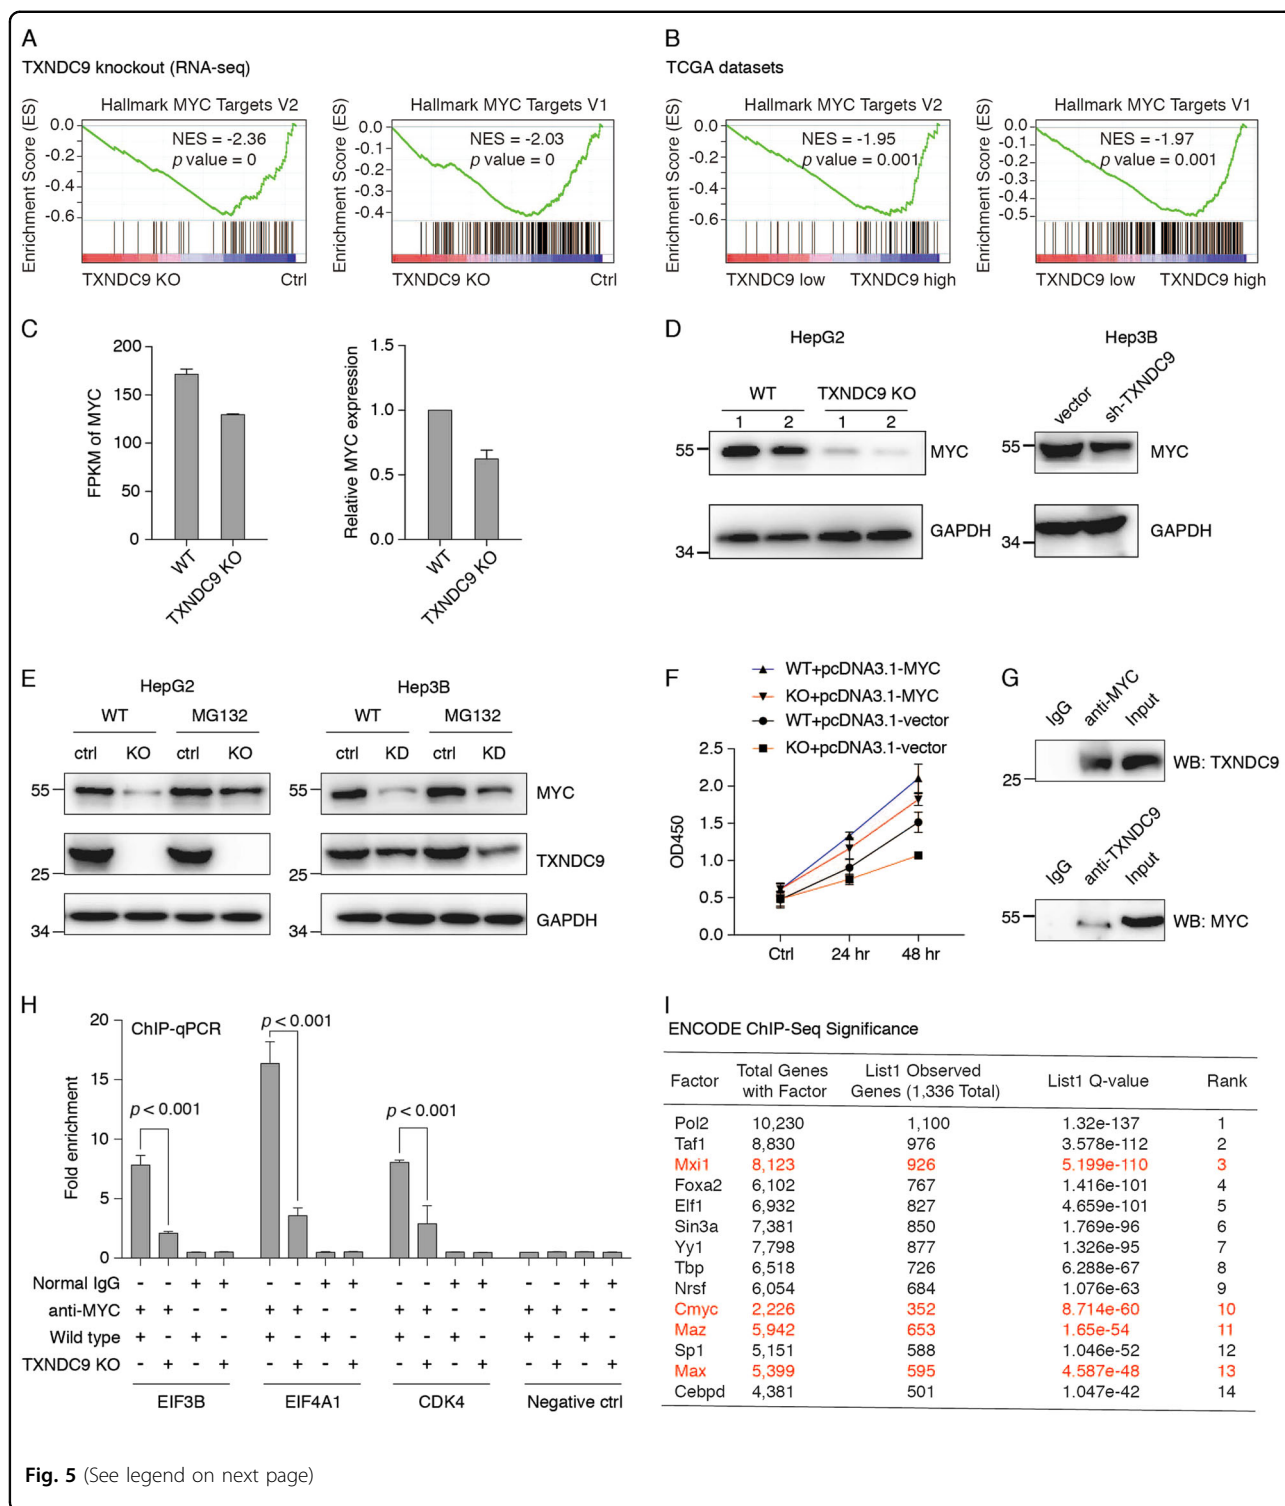 A
TXNDC9 knockout (RNA-seq)
Hallmark MYC Targets V2
Enrichment Score (ES)
0.0
-0.2
-0.4
-0.6
NES = -2.36
p value = 0
TXNDC9 KO
Ctrl
Hallmark MYC Targets V1
Enrichment Score (ES)
0.0
-0.1
-0.2
-0.3
-0.4
NES = -2.03
p value = 0
TXNDC9 KO
Ctrl
B
TCGA datasets
Hallmark MYC Targets V2
Enrichment Score (ES)
0.0
-0.2
-0.4
-0.6
NES = -1.95
p value = 0.001
TXNDC9 low
TXNDC9 high
Hallmark MYC Targets V1
Enrichment Score (ES)
0.0
-0.1
-0.2
-0.3
-0.4
-0.5
NES = -1.97
p value = 0.001
TXNDC9 low
TXNDC9 high
C
FPKM of MYC
200
150
100
50
0
WT
TXNDC9 KO
Relative MYC expression
1.5
1.0
0.5
0.0
WT
TXNDC9 KO
D
HepG2
WT
TXNDC9 KO
1 2 1 2
55
MYC
34
GAPDH
Hep3B
vector
sh-TXNDC9
55
MYC
34
GAPDH
E
HepG2
WT
MG132
ctrl KO ctrl KO
55
25
34
Hep3B
WT
MG132
ctrl KD ctrl KD
55
MYC
25
TXNDC9
34
GAPDH
F
WT+pcDNA3.1-MYC
KO+pcDNA3.1-MYC
WT+pcDNA3.1-vector
KO+pcDNA3.1-vector
OD450
2.5
2.0
1.5
1.0
0.5
0.0
Ctrl
24 hr
48 hr
G
IgG
anti-MYC
Input
25
WB: TXNDC9
IgG
anti-TXNDC9
Input
55
WB: MYC
H
ChIP-qPCR
Fold enrichment
20
15
10
5
0
p < 0.001
p < 0.001
p < 0.001
Normal IgG - - + + - - + + - - + + - - + +
anti-MYC + + - - + + - - + + - - + + - -
Wild type + - + - + - + - + - + - + - + -
TXNDC9 KO - + - + - + - + - + - + - + - +
EIF3B
EIF4A1
CDK4
Negative ctrl
I
ENCODE ChIP-Seq Significance
Factor
Total Genes
with Factor
List1 Observed
Genes (1,336 Total)
List1 Q-value
Rank
Pol2 10,230 1,100 1.32e-137 1
Taf1 8,830 976 3.578e-112 2
Mxi1 8,123 926 5.199e-110 3
Foxa2 6,102 767 1.416e-101 4
Elf1 6,932 827 4.659e-101 5
Sin3a 7,381 850 1.769e-96 6
Yy1 7,798 877 1.326e-95 7
Tbp 6,518 726 6.288e-67 8
Nrsf 6,054 684 1.076e-63 9
Cmyc 2,226 352 8.714e-60 10
Maz 5,942 653 1.65e-54 11
Sp1 5,151 588 1.046e-52 12
Max 5,399 595 4.587e-48 13
Cebpd 4,381 501 1.047e-42 14
Fig. 5 (See legend on next page)